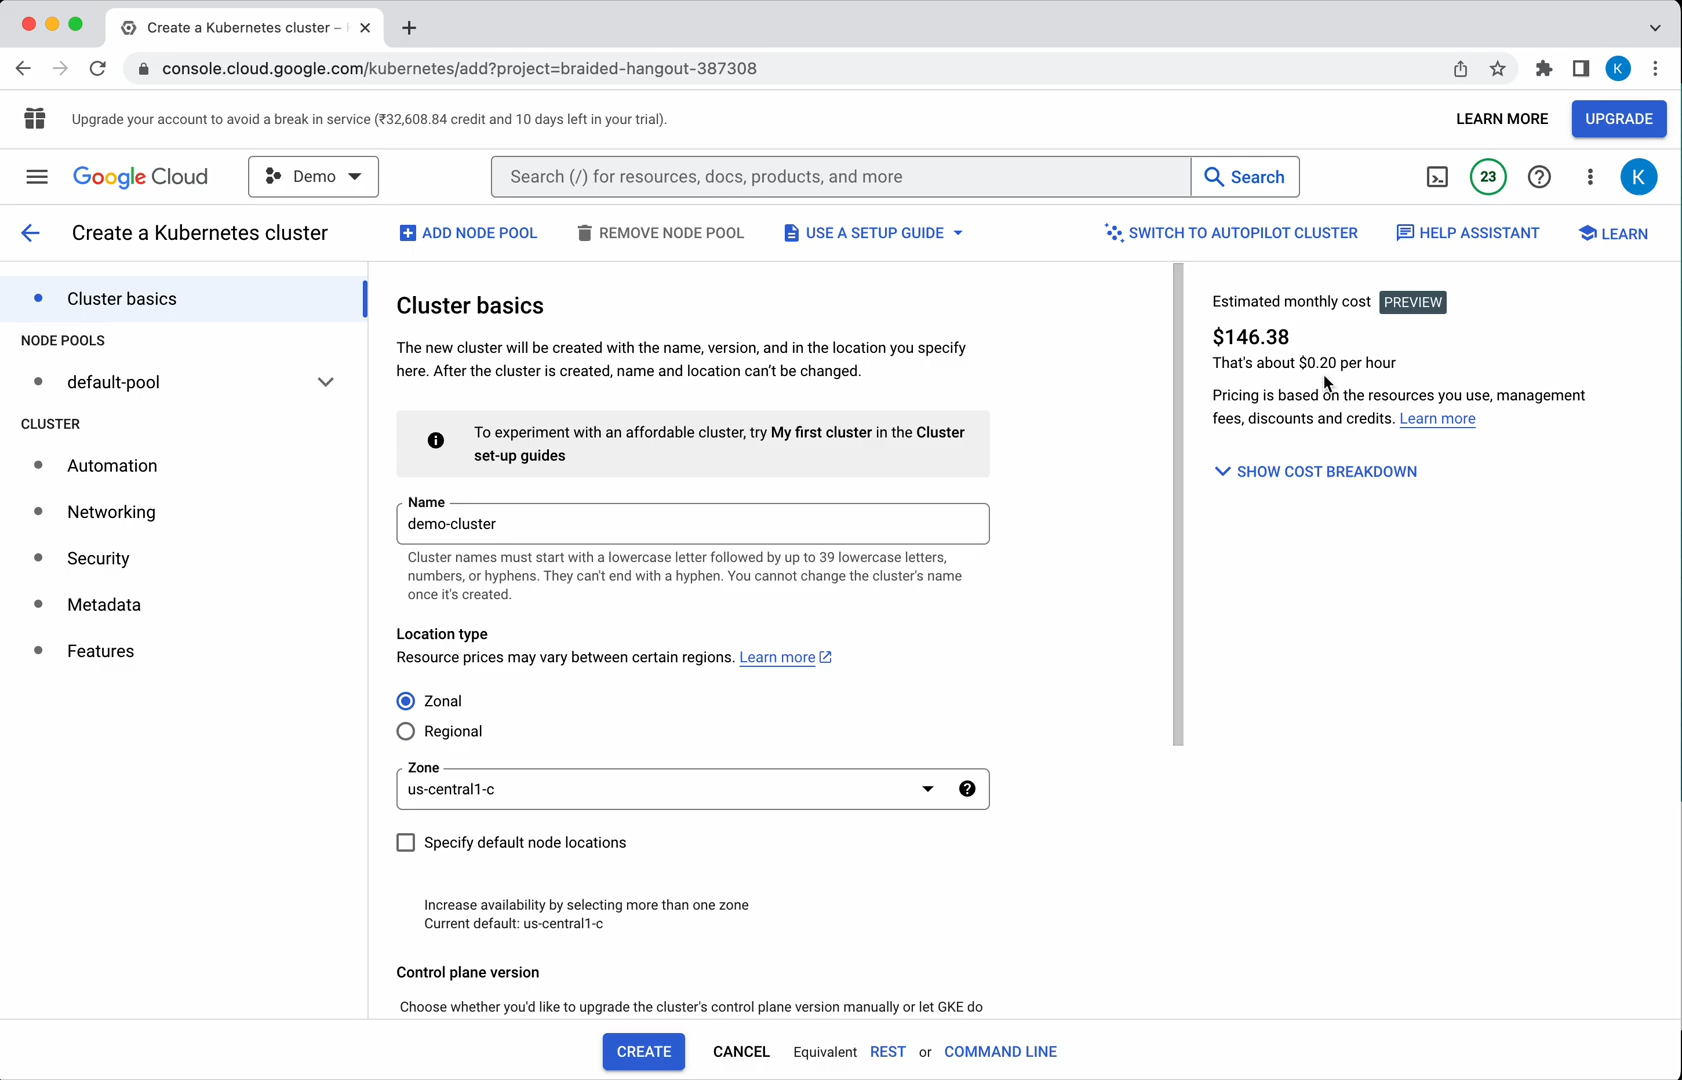 Create a Kubernetes cluster –
console.cloud.google.com/kubernetes/add?project=braided-hangout-387308
K
Upgrade your account to avoid a break in service (₹32,608.84 credit and 10 days left in your trial).
LEARN MORE
UPGRADE
Google Cloud
Demo
Search (/) for resources, docs, products, and more
Search
23
K
Create a Kubernetes cluster
ADD NODE POOL
REMOVE NODE POOL
USE A SETUP GUIDE
SWITCH TO AUTOPILOT CLUSTER
HELP ASSISTANT
LEARN
Cluster basics
NODE POOLS
default-pool
CLUSTER
Automation
Networking
Security
Metadata
Features
Cluster basics
The new cluster will be created with the name, version, and in the location you specify
here. After the cluster is created, name and location can't be changed.
To experiment with an affordable cluster, try My first cluster in the Cluster
set-up guides
Name
demo-cluster
Cluster names must start with a lowercase letter followed by up to 39 lowercase letters,
numbers, or hyphens. They can't end with a hyphen. You cannot change the cluster's name
once it's created.
Location type
Resource prices may vary between certain regions. Learn more
Zonal
Regional
Zone
us-central1-c
Specify default node locations
Increase availability by selecting more than one zone
Current default: us-central1-c
Control plane version
Choose whether you'd like to upgrade the cluster's control plane version manually or let GKE do
Estimated monthly cost PREVIEW
$146.38
That's about $0.20 per hour
Pricing is based on the resources you use, management
fees, discounts and credits. Learn more
SHOW COST BREAKDOWN
CREATE
CANCEL
Equivalent REST or COMMAND LINE